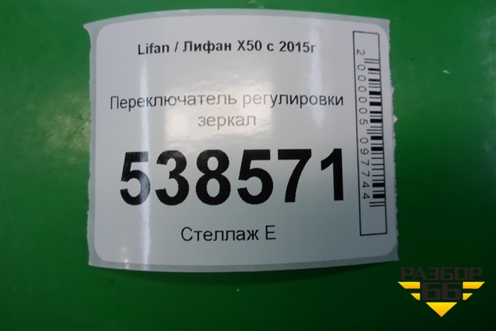 Lifan / Лифан X50 с 2015г
Переключатель регулировки
зеркал
538571
Стеллаж Е
2000005097744
РАЗБОР
66